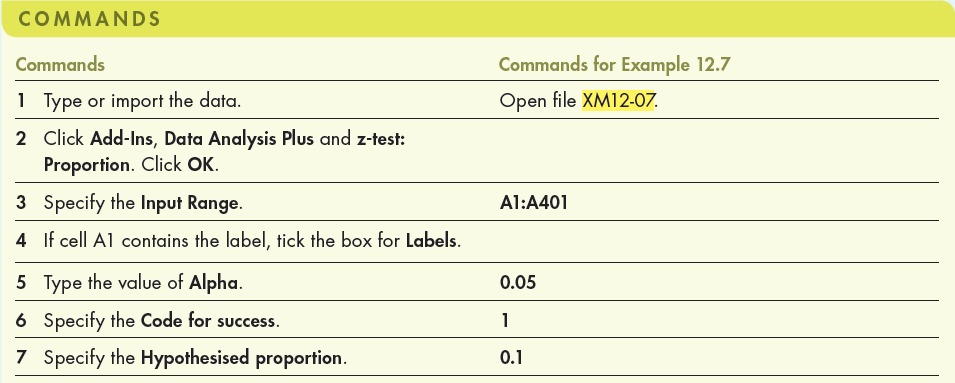 COMMANDS
Commands Commands for Example 12.7
1 Type or import the data. Open file XM12-07.
2 Click Add-Ins, Data Analysis Plus and z-test:
Proportion. Click OK.
3 Specify the Input Range. A1:A401
4 If cell A1 contains the label, tick the box for Labels.
5 Type the value of Alpha. 0.05
6 Specify the Code for success. 1
7 Specify the Hypothesised proportion. 0.1